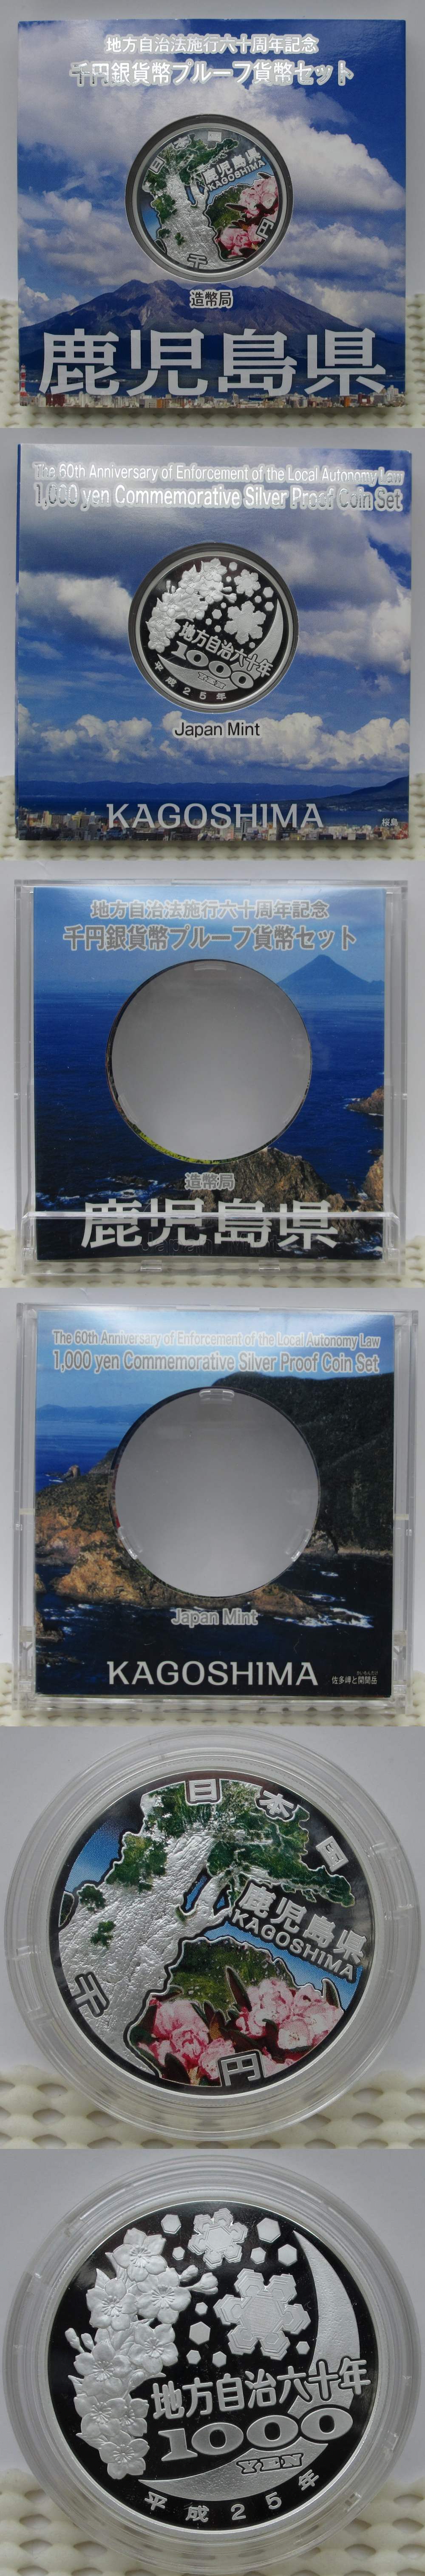 地方自治法施行六十周年記念
千円銀貨幣プルーフ貨幣セット
日本国
鹿児島県
KAGOSHIMA
千
円
造幣局
鹿児島県
The 60th Anniversary of Enforcement of the Local Autonomy Law
1,000 yen Commemorative Silver Proof Coin Set
地方自治六十年
1000
YEN
平成25年
Japan Mint
KAGOSHIMA
桜島
地方自治法施行六十周年記念
千円銀貨幣プルーフ貨幣セット
造幣局
鹿児島県
The 60th Anniversary of Enforcement of the Local Autonomy Law
1,000 yen Commemorative Silver Proof Coin Set
Japan Mint
KAGOSHIMA
佐多岬と開聞岳
日本国
鹿児島県
KAGOSHIMA
千
円
地方自治六十年
1000
YEN
平成25年